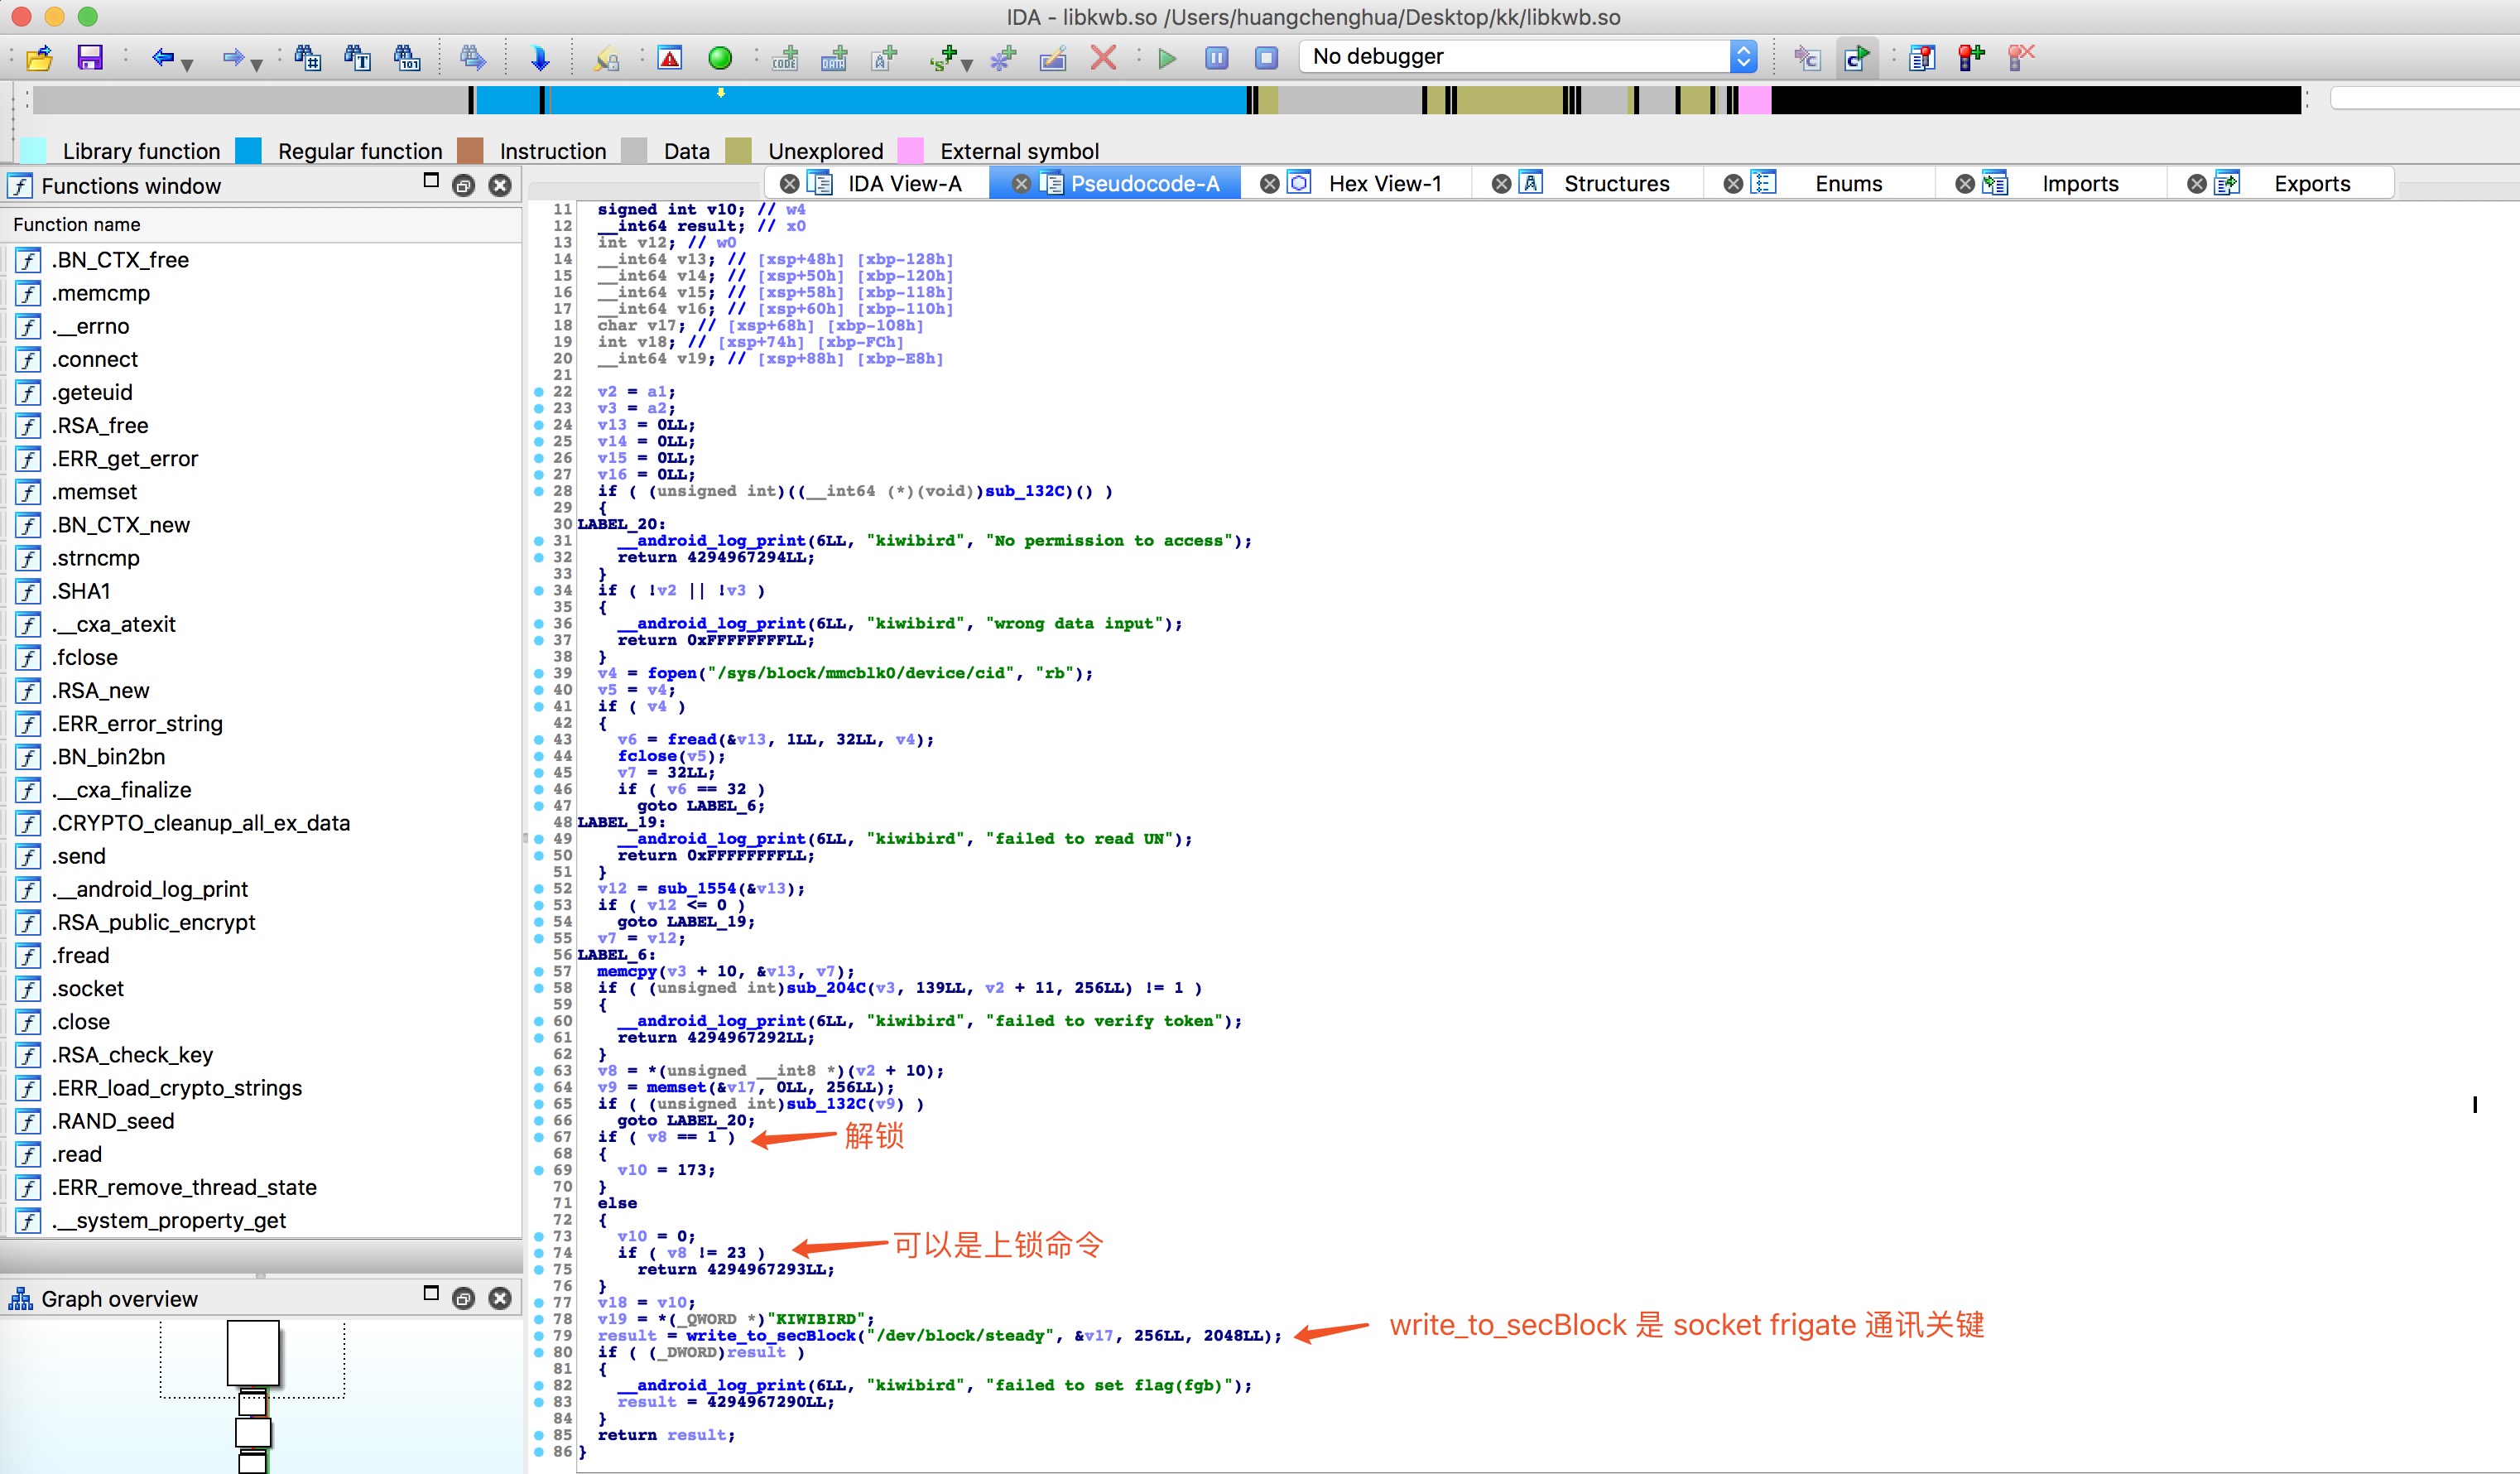 IDA - libkwb.so /Users/huangchenghua/Desktop/kk/libkwb.so
No debugger
Library function Regular function Instruction Data Unexplored External symbol
Functions window
IDA View-A Pseudocode-A Hex View-1 Structures Enums Imports Exports
Function name
.BN_CTX_free
.memcmp
.__errno
.connect
.geteuid
.RSA_free
.ERR_get_error
.memset
.BN_CTX_new
.strncmp
.SHA1
.__cxa_atexit
.fclose
.RSA_new
.ERR_error_string
.BN_bin2bn
.__cxa_finalize
.CRYPTO_cleanup_all_ex_data
.send
.__android_log_print
.RSA_public_encrypt
.fread
.socket
.close
.RSA_check_key
.ERR_load_crypto_strings
.RAND_seed
.read
.ERR_remove_thread_state
.__system_property_get
Graph overview
11 signed int v10; // w4
12 __int64 result; // x0
13 int v12; // w0
14 __int64 v13; // [xsp+48h] [xbp-128h]
15 __int64 v14; // [xsp+50h] [xbp-120h]
16 __int64 v15; // [xsp+58h] [xbp-118h]
17 __int64 v16; // [xsp+60h] [xbp-110h]
18 char v17; // [xsp+68h] [xbp-108h]
19 int v18; // [xsp+74h] [xbp-FCh]
20 __int64 v19; // [xsp+88h] [xbp-E8h]
21
22 v2 = a1;
23 v3 = a2;
24 v13 = 0LL;
25 v14 = 0LL;
26 v15 = 0LL;
27 v16 = 0LL;
28 if ( (unsigned int)((__int64 (*)(void))sub_132C)() )
29 {
30 LABEL_20:
31 __android_log_print(6LL, "kiwibird", "No permission to access");
32 return 4294967294LL;
33 }
34 if ( !v2 || !v3 )
35 {
36 __android_log_print(6LL, "kiwibird", "wrong data input");
37 return 0xFFFFFFFFLL;
38 }
39 v4 = fopen("/sys/block/mmcblk0/device/cid", "rb");
40 v5 = v4;
41 if ( v4 )
42 {
43 v6 = fread(&v13, 1LL, 32LL, v4);
44 fclose(v5);
45 v7 = 32LL;
46 if ( v6 == 32 )
47 goto LABEL_6;
48 LABEL_19:
49 __android_log_print(6LL, "kiwibird", "failed to read UN");
50 return 0xFFFFFFFFLL;
51 }
52 v12 = sub_1554(&v13);
53 if ( v12 <= 0 )
54 goto LABEL_19;
55 v7 = v12;
56 LABEL_6:
57 memcpy(v3 + 10, &v13, v7);
58 if ( (unsigned int)sub_204C(v3, 139LL, v2 + 11, 256LL) != 1 )
59 {
60 __android_log_print(6LL, "kiwibird", "failed to verify token");
61 return 4294967292LL;
62 }
63 v8 = *(unsigned __int8 *)(v2 + 10);
64 v9 = memset(&v17, 0LL, 256LL);
65 if ( (unsigned int)sub_132C(v9) )
66 goto LABEL_20;
67 if ( v8 == 1 ) 解锁
68 {
69 v10 = 173;
70 }
71 else
72 {
73 v10 = 0;
74 if ( v8 != 23 ) 可以是上锁命令
75 return 4294967293LL;
76 }
77 v18 = v10;
78 v19 = *(_QWORD *)"KIWIBIRD";
79 result = write_to_secBlock("/dev/block/steady", &v17, 256LL, 2048LL); write_to_secBlock 是 socket frigate 通讯关键
80 if ( (_DWORD)result )
81 {
82 __android_log_print(6LL, "kiwibird", "failed to set flag(fgb)");
83 result = 4294967290LL;
84 }
85 return result;
86 }